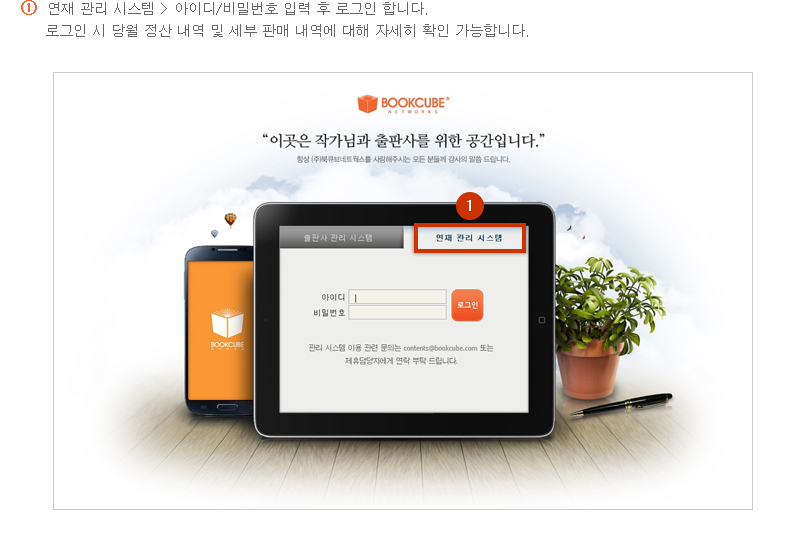 ① 연재 관리 시스템 > 아이디/비밀번호 입력 후 로그인 합니다.
로그인 시 당월 정산 내역 및 세부 판매 내역에 대해 자세히 확인 가능합니다.
BOOKCUBE®
NETWORKS
“이곳은 작가님과 출판사를 위한 공간입니다.”
항상 (주)북큐브네트웍스를 사랑해주시는 모든 분들께 감사의 말씀 드립니다.
1
출판사 관리 시스템
연재 관리 시스템
아이디
로그인
비밀번호
BOOKCUBE
관리 시스템 이용 관련 문의는 contents@bookcube.com 또는
제휴담당자에게 연락 부탁 드립니다.